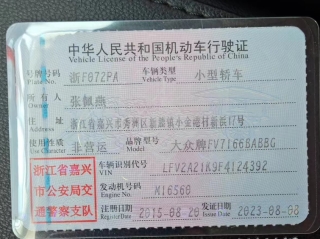 中华人民共和国机动车行驶证
Vehicle License of the People's Republic of China
号牌号码 浙FG7ZPA 车辆类型 小型轿车
Plate No. Vehicle Type
所有人 张佩燕
Owner
住址 浙江省嘉兴市秀洲区新塍镇小金港村新浜17号
Address
使用性质 非营运 品牌型号 大众牌FV7166BABBG
Use Character Model
浙江省嘉兴 车辆识别代号 LFV2A21K9F4124392
VIN
市公安局交 发动机号码 M16568
Engine No.
通警察支队 注册日期 2015-08-20 发证日期 2023-08-08
Register Date Issue Date